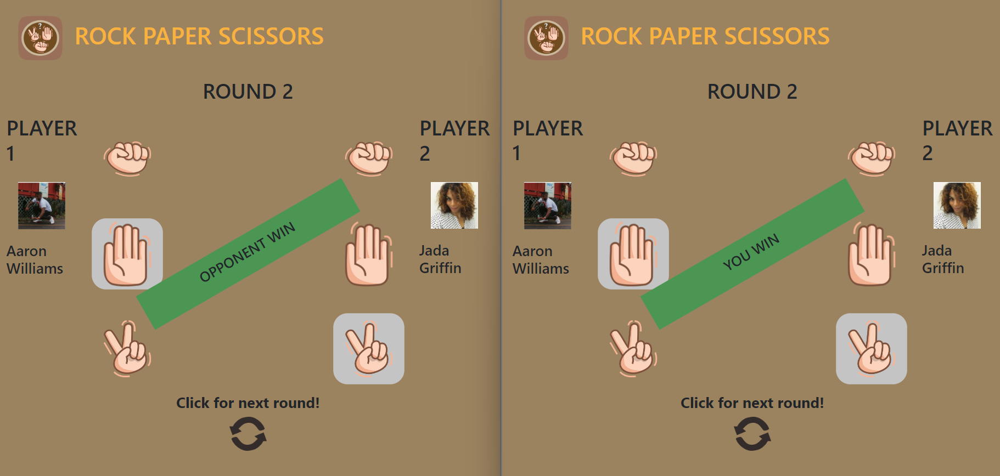 ROCK PAPER SCISSORS
ROUND 2
PLAYER
1
PLAYER
2
Aaron
Williams
OPPONENT WIN
Jada
Griffin
Click for next round!
ROCK PAPER SCISSORS
ROUND 2
PLAYER
1
PLAYER
2
Aaron
Williams
YOU WIN
Jada
Griffin
Click for next round!